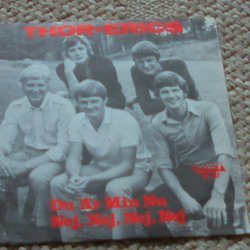 THOR-ERICS
Du Är Min Nu
Nej, Nej, Nej, Nej